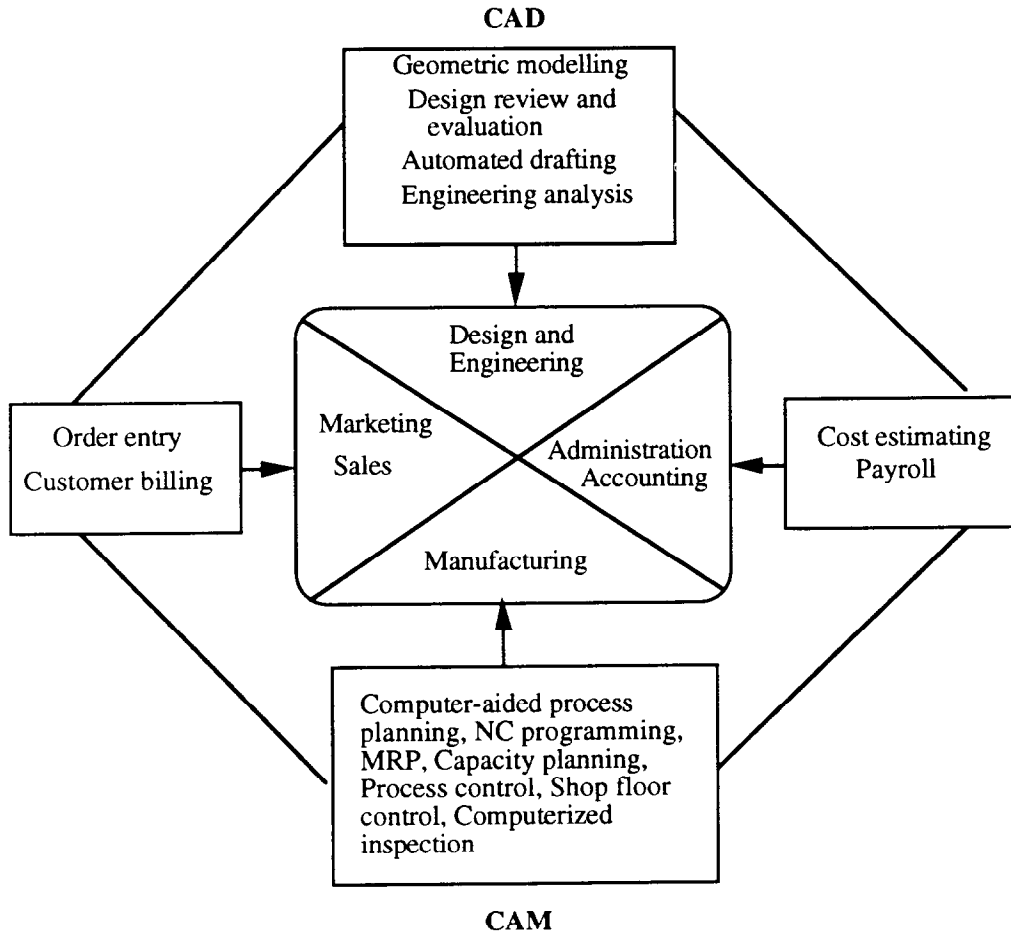 CAD
Geometric modelling
Design review and
evaluation
Automated drafting
Engineering analysis
Design and
Engineering
Marketing
Sales
Administration
Accounting
Manufacturing
Order entry
Customer billing
Cost estimating
Payroll
Computer-aided process
planning, NC programming,
MRP, Capacity planning,
Process control, Shop floor
control, Computerized
inspection
CAM